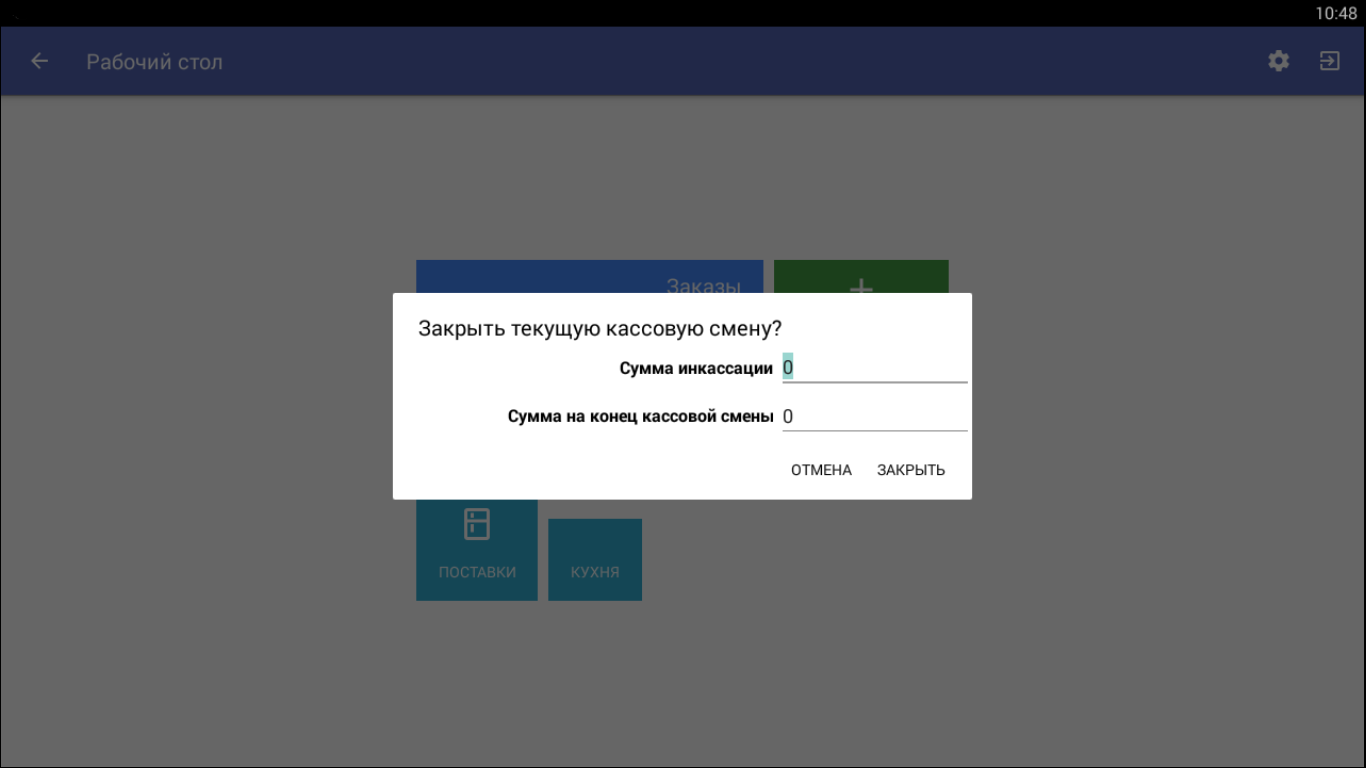 10:48
Рабочий стол
Заказы
+
Закрыть текущую кассовую смену?
Сумма инкассации 0
Сумма на конец кассовой смены 0
ОТМЕНА ЗАКРЫТЬ
ПОСТАВКИ КУХНЯ